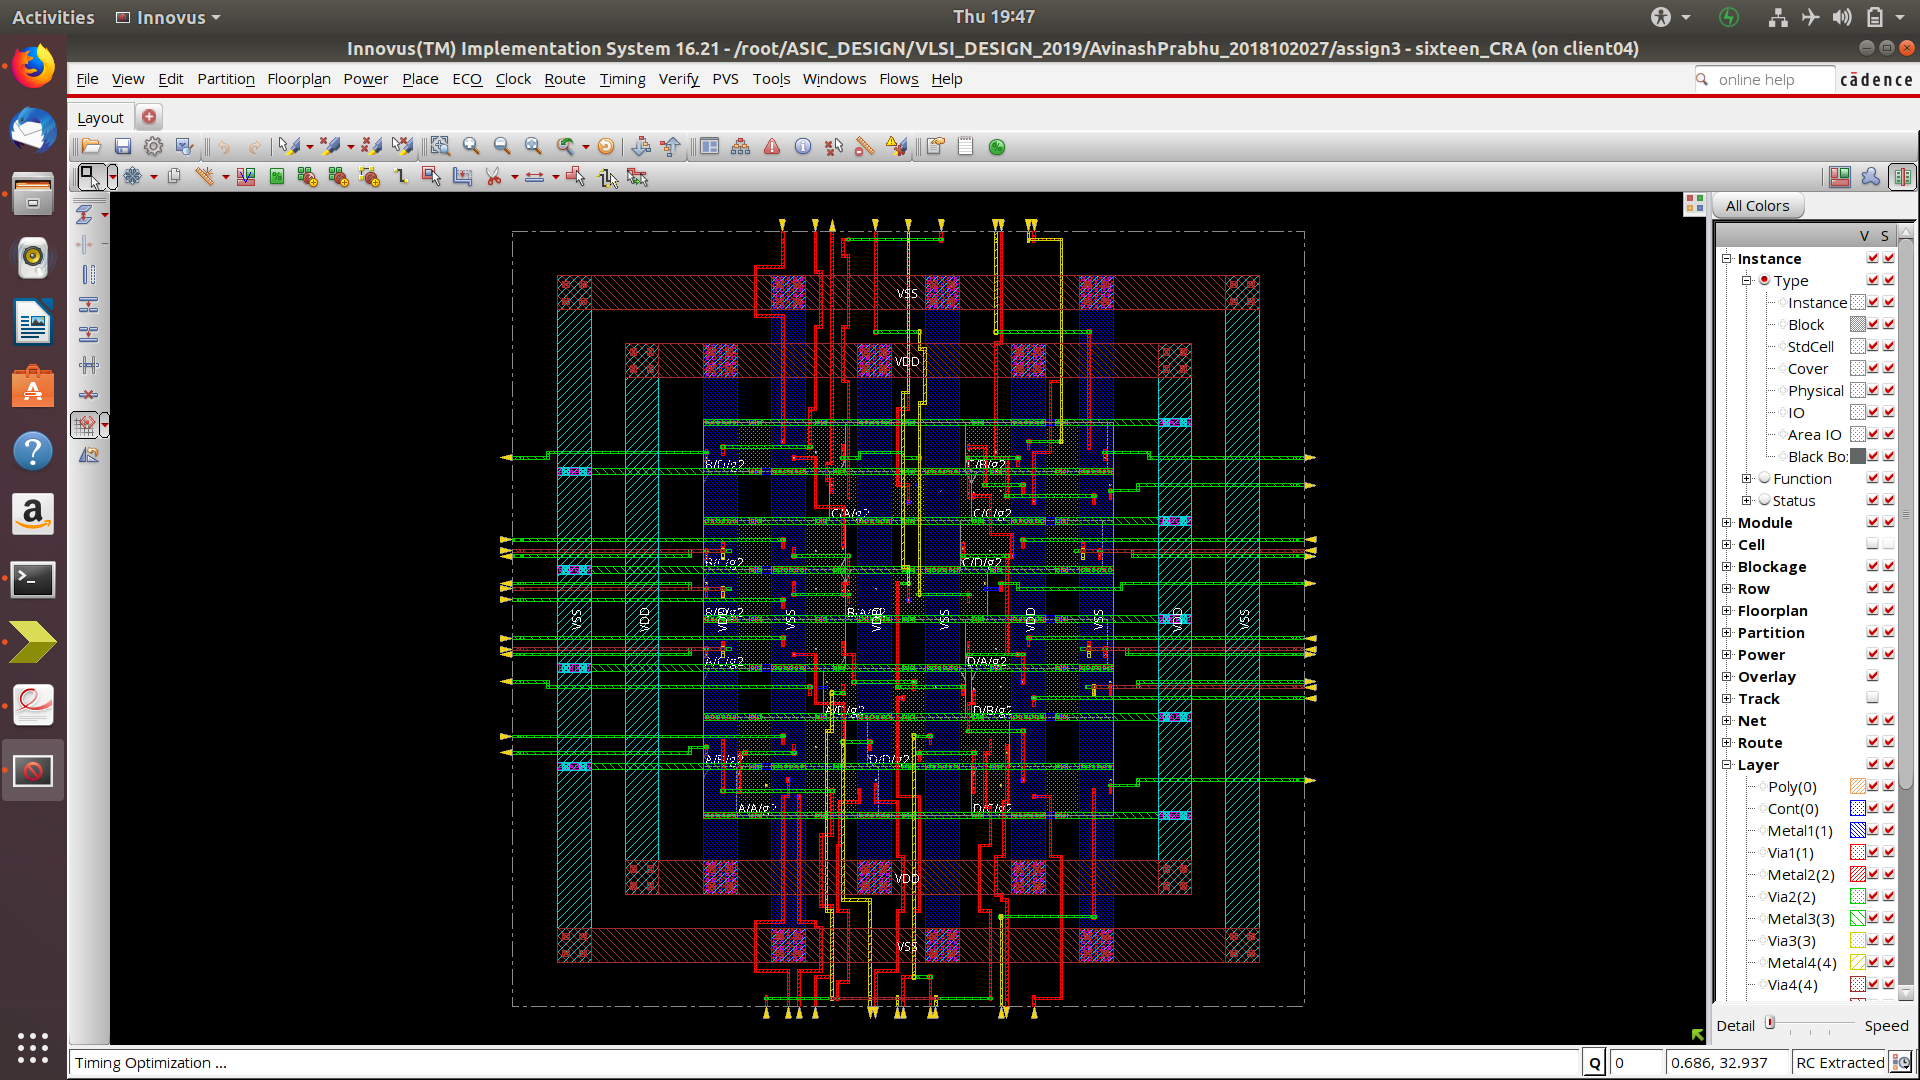 Activities
Innovus
Thu 19:47
Innovus(TM) Implementation System 16.21 - /root/ASIC_DESIGN/VLSI_DESIGN_2019/AvinashPrabhu_2018102027/assign3 - sixteen_CRA (on client04)
File View Edit Partition Floorplan Power Place ECO Clock Route Timing Verify PVS Tools Windows Flows Help
online help
cādence
Layout
All Colors
V S
Instance
Type
Instance
Block
StdCell
Cover
Physical
IO
Area IO
Black Bo:
Function
Status
Module
Cell
Blockage
Row
Floorplan
Partition
Power
Overlay
Track
Net
Route
Layer
Poly(0)
Cont(0)
Metal1(1)
Via1(1)
Metal2(2)
Via2(2)
Metal3(3)
Via3(3)
Metal4(4)
Via4(4)
Detail
Speed
VSS
VDD
B/D/g2
C/B/g2
C/A/g2
C/C/g2
B/C/g2
C/D/g2
B/B/g2
B/A/g2
VSS
VDD
VDD
VSS
VDD
VSS
VDD
VSS
VDD
VSS
A/C/g2
D/A/g2
A/D/g2
D/B/g2
A/B/g2
D/D/g2
A/A/g2
D/C/g2
VDD
VSS
Timing Optimization ...
Q
0
0.686, 32.937
RC Extracted